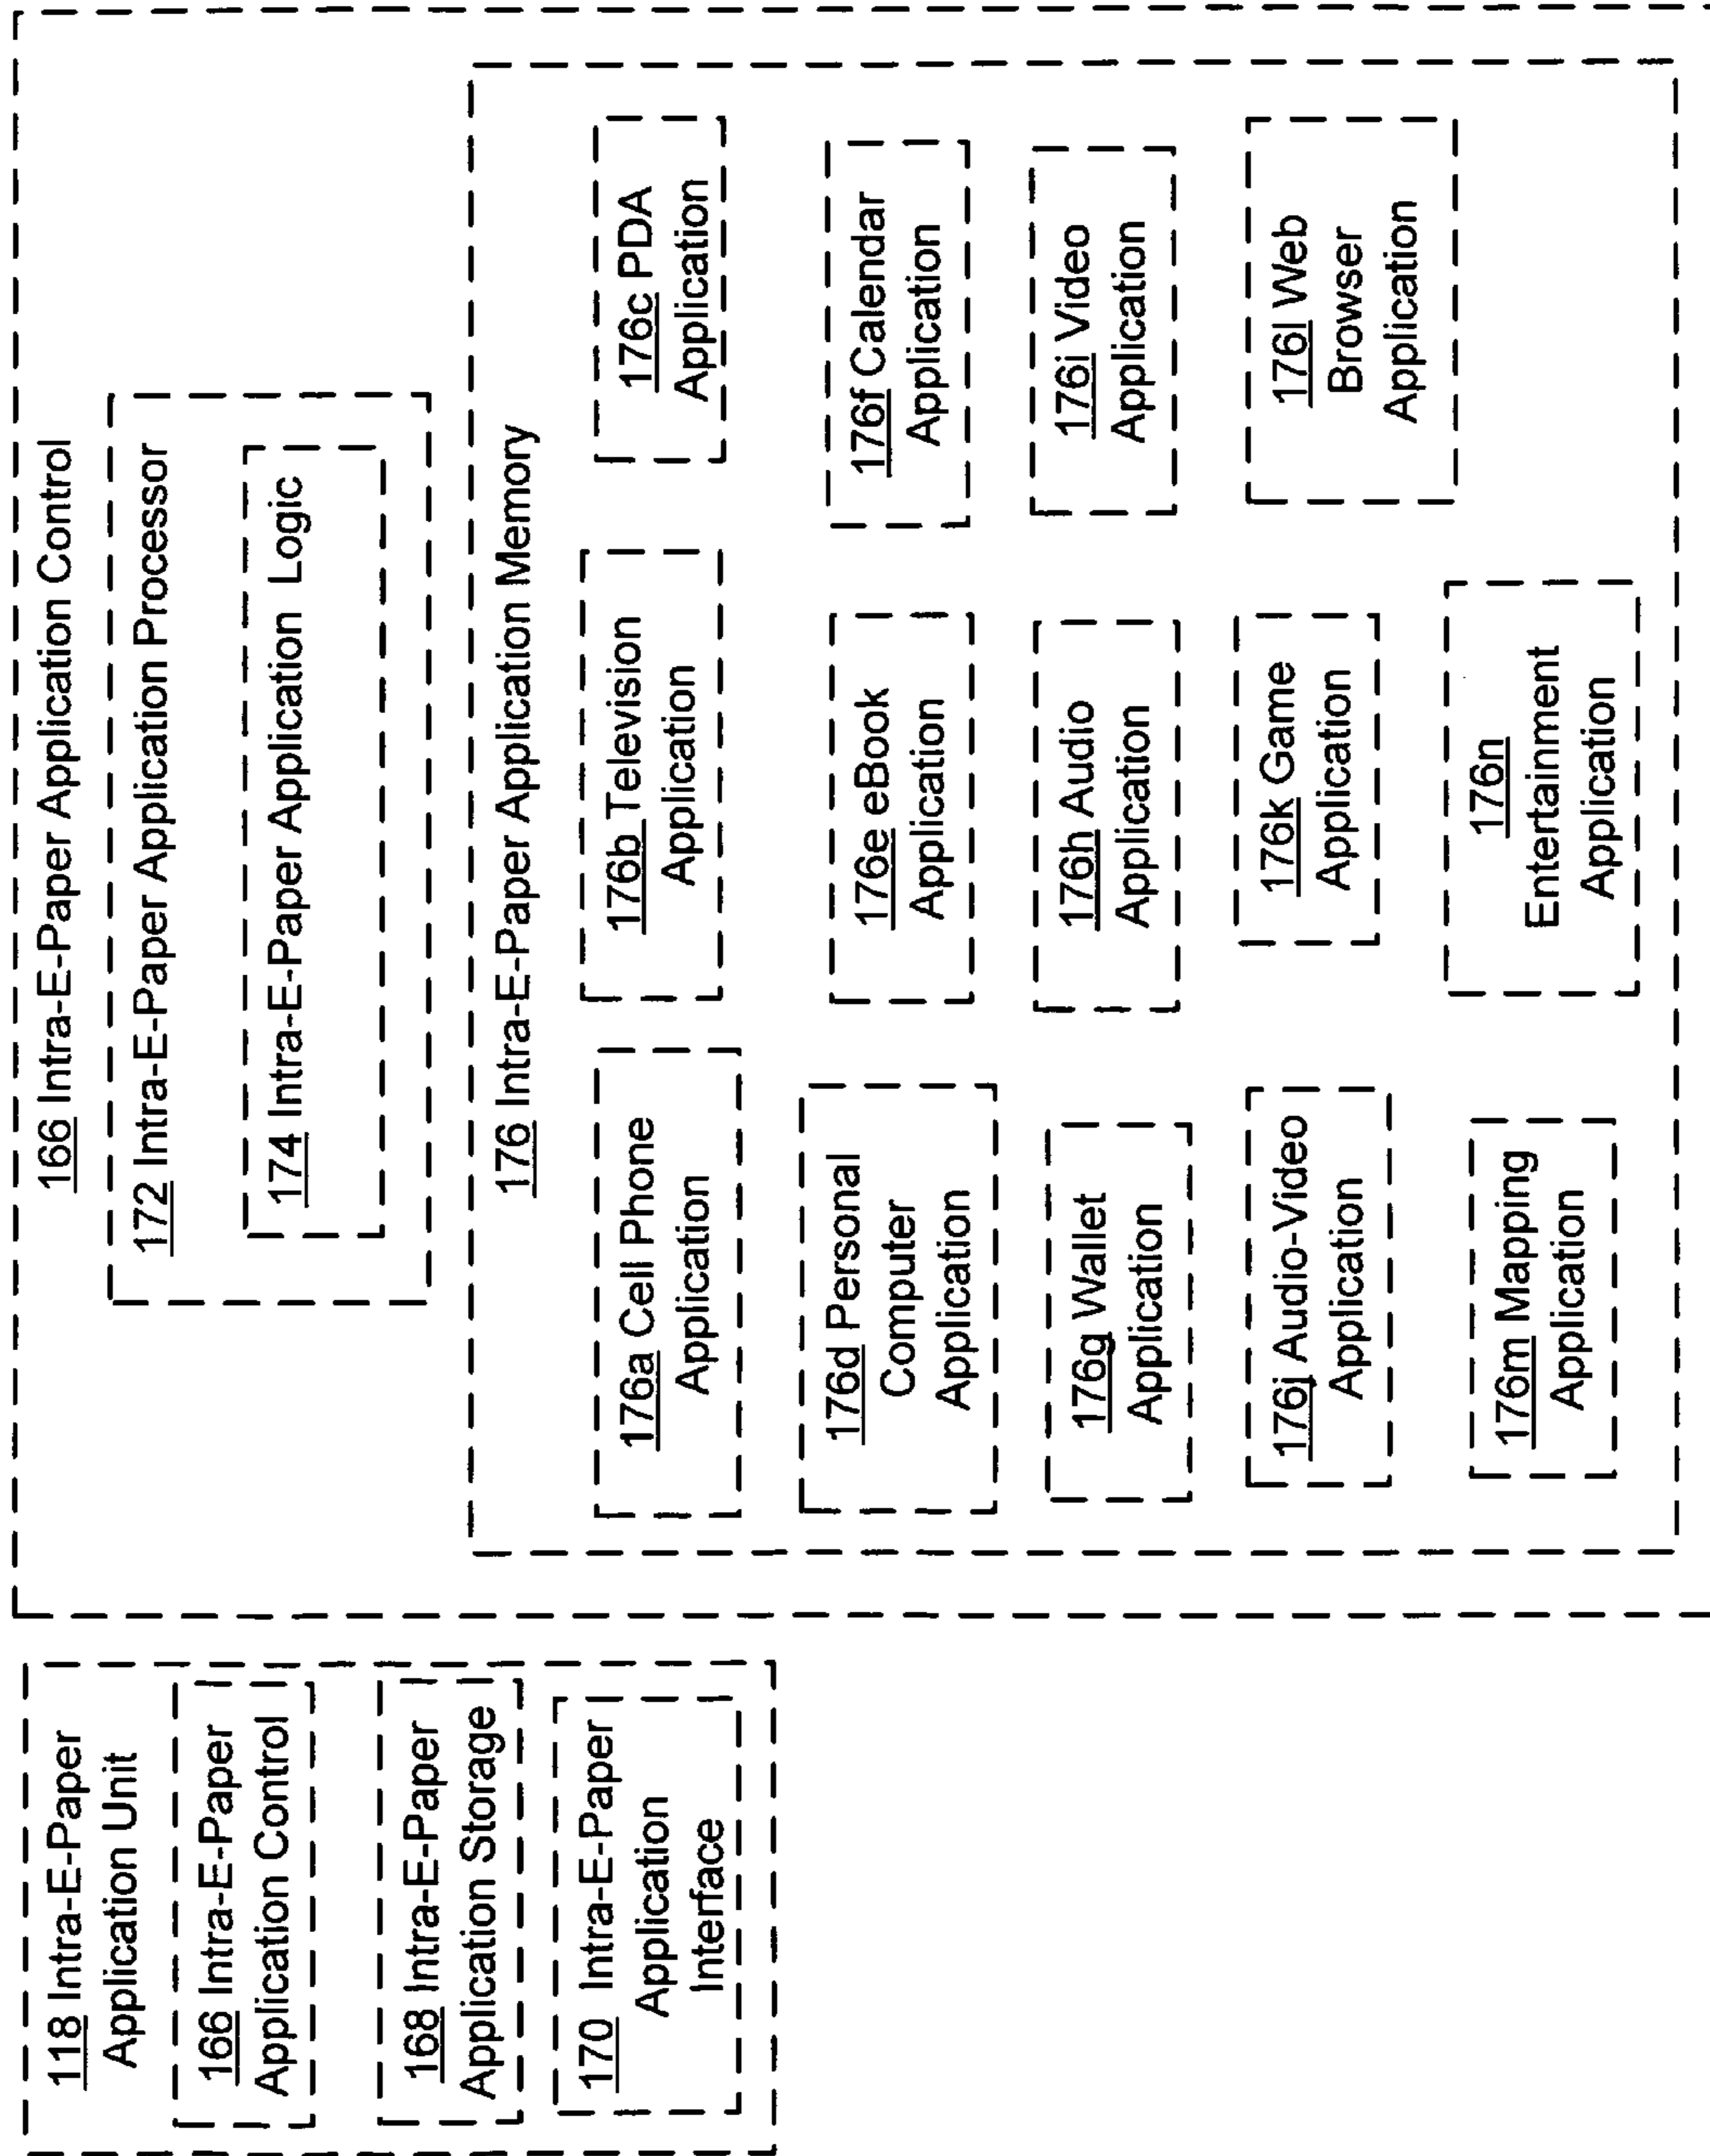 118 Intra-E-Paper
Application Unit
166 Intra-E-Paper
Application Control
168 Intra-E-Paper
Application Storage
170 Intra-E-Paper
Application
Interface
166 Intra-E-Paper Application Control
172 Intra-E-Paper Application Processor
174 Intra-E-Paper Application Logic
176 Intra-E-Paper Application Memory
176a Cell Phone
Application
176b Television
Application
176c PDA
Application
176d Personal
Computer
Application
176e eBook
Application
176f Calendar
Application
176g Wallet
Application
176h Audio
Application
176i Video
Application
176j Audio-Video
Application
176k Game
Application
176l Web
Browser
Application
176m Mapping
Application
176n
Entertainment
Application